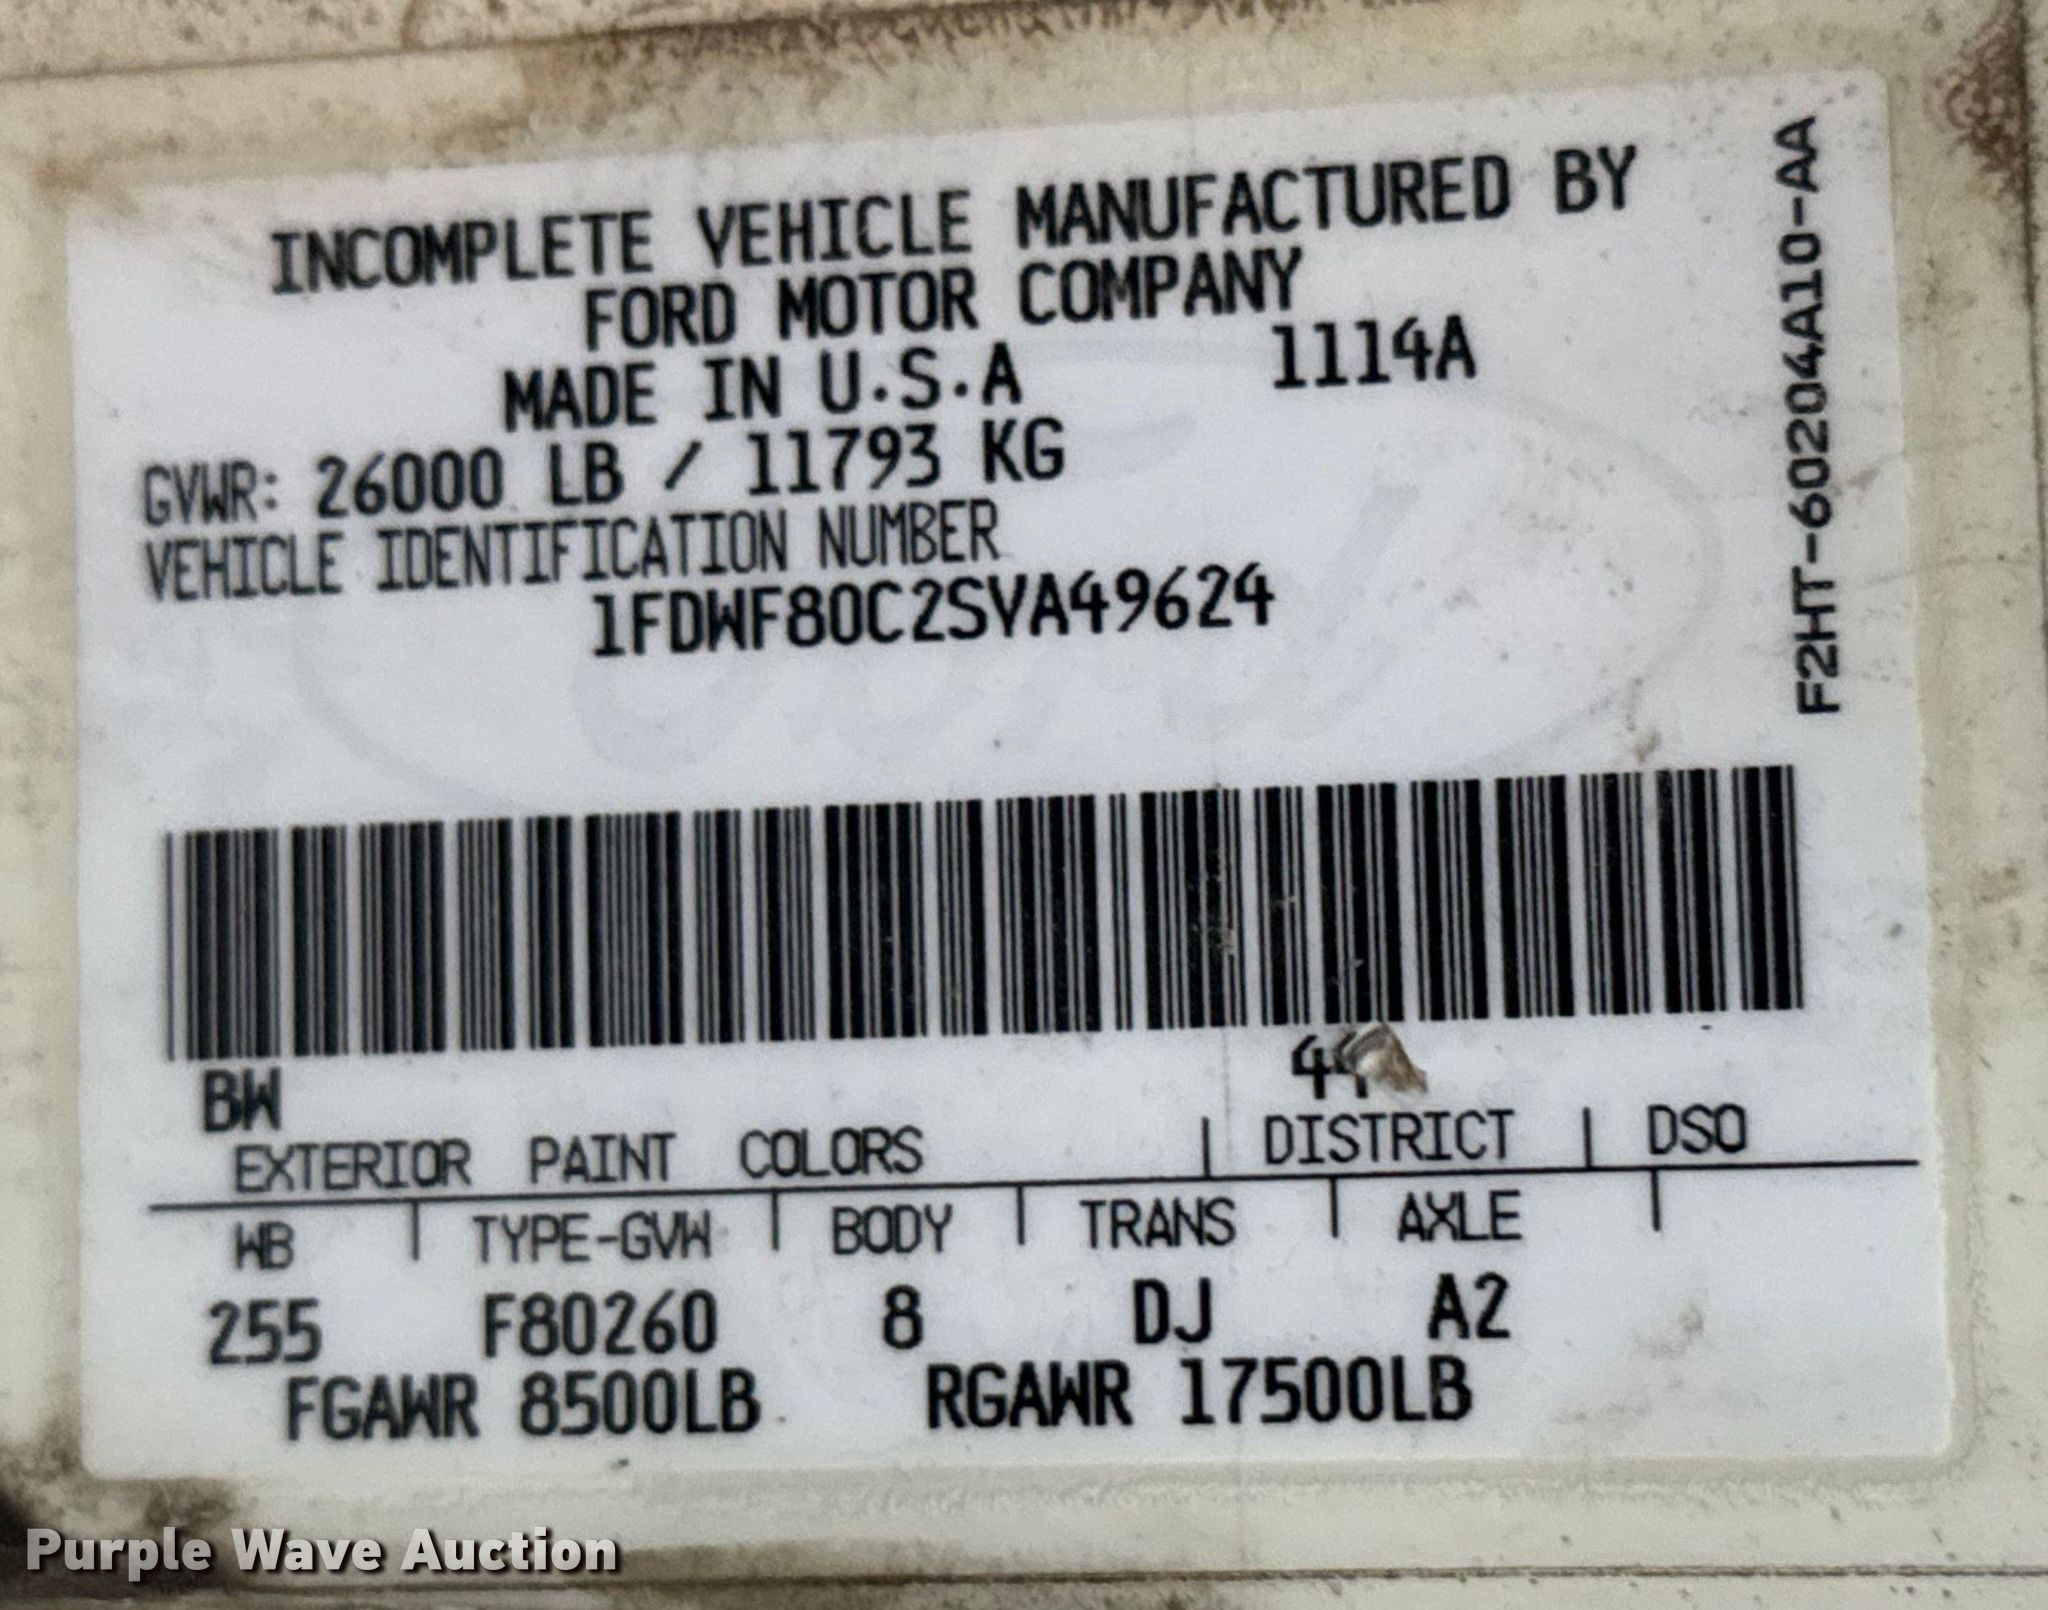 INCOMPLETE VEHICLE MANUFACTURED BY
FORD MOTOR COMPANY
MADE IN U.S.A 1114A
GVWR: 26000 LB / 11793 KG
VEHICLE IDENTIFICATION NUMBER
1FDWF80C2SVA49624
F2HT-60204A10-AA
BW 44
EXTERIOR PAINT COLORS | DISTRICT | DSO
WB | TYPE-GVW | BODY | TRANS | AXLE |
255 F80260 8 DJ A2
FGAWR 8500LB RGAWR 17500LB
Purple Wave Auction